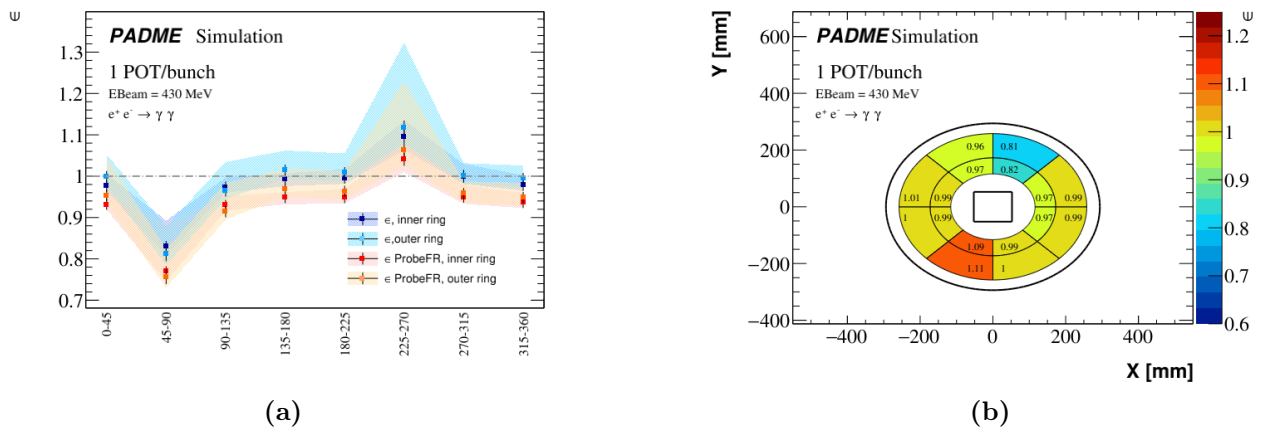 ∈
PADME Simulation
1 POT/bunch
EBeam = 430 MeV
e⁺ e⁻ → γ γ
1.3
1.2
1.1
1
0.9
0.8
0.7
∈, inner ring
∈,outer ring
∈ ProbeFR, inner ring
∈ ProbeFR, outer ring
0-45
45-90
90-135
135-180
180-225
225-270
270-315
315-360
(a)
Y [mm]
600
400
200
0
−200
−400
PADME Simulation
1 POT/bunch
EBeam = 430 MeV
e⁺ e⁻ → γ γ
0.96 0.81
0.97 0.82
1.01 0.99 0.97 0.99
1 0.99 0.97 0.99
1.09 0.99
1.11 1
−400 −200 0 200 400
X [mm]
∈
1.2
1.1
1
0.9
0.8
0.7
0.6
(b)